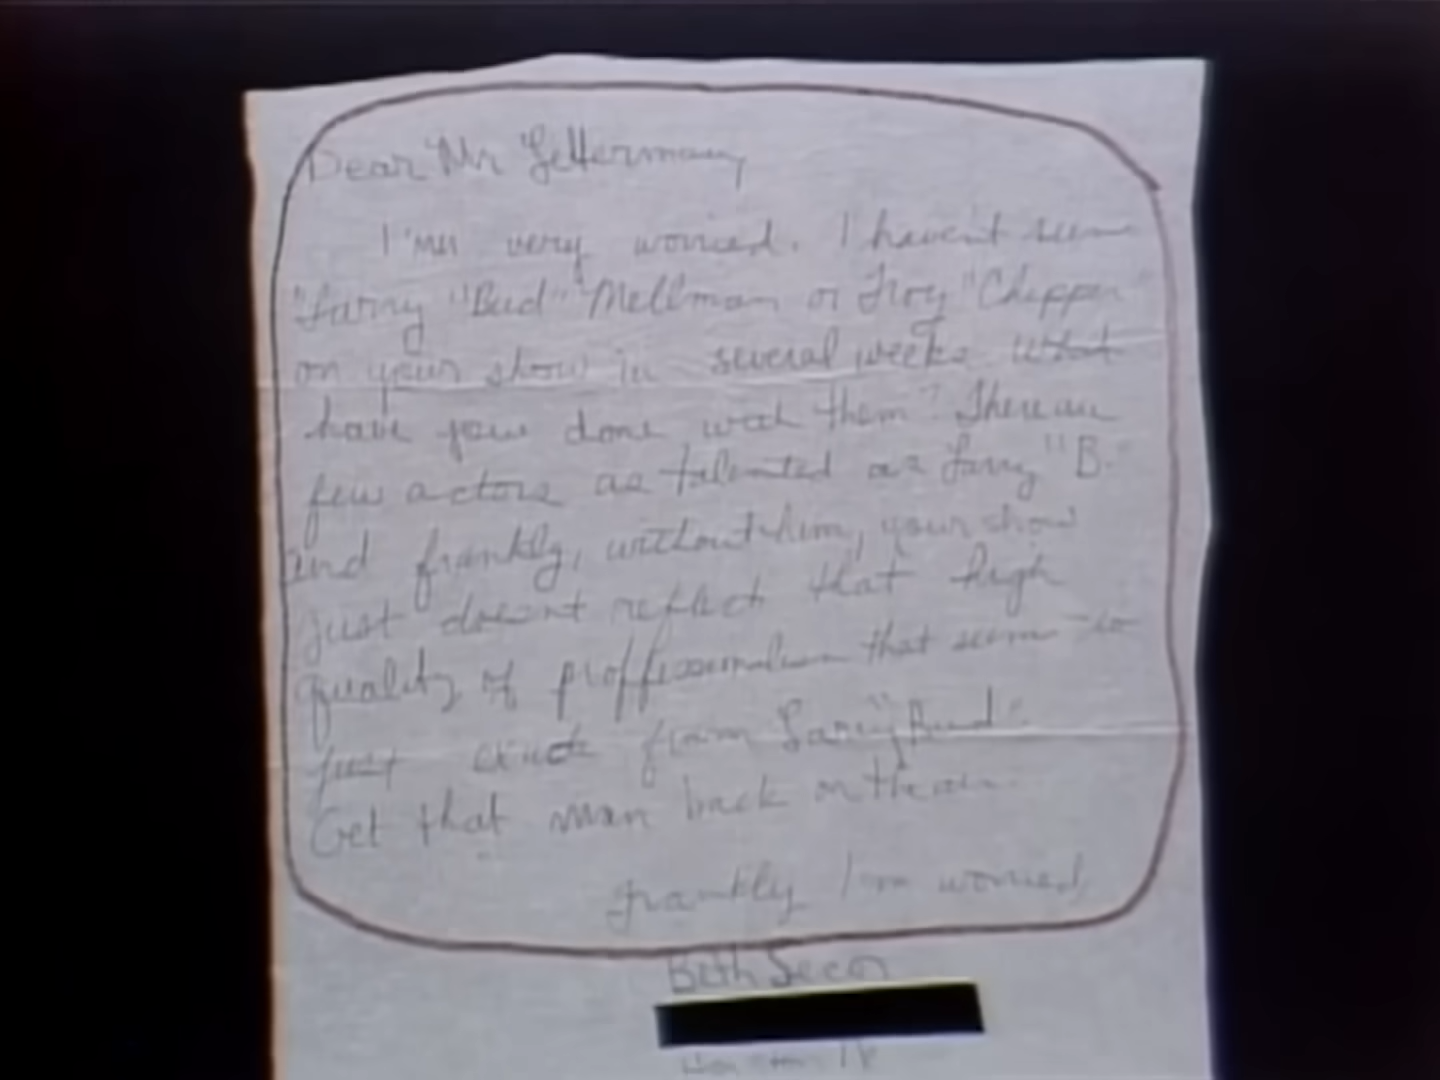 Dear Mr Letterman,
I'm very worried. I haven't seen
Larry "Bud" Mellman or Troy "Chipper"
on your show in several weeks what
have you done with them? There are
few actors as talented as Larry "B."
and frankly, without him, your show
just doesn't reflect that high
quality of proffessionalism that seems to
just exude from Larry "Bud".
Get that man back on the air.
frankly I'm worried,
Beth Secor